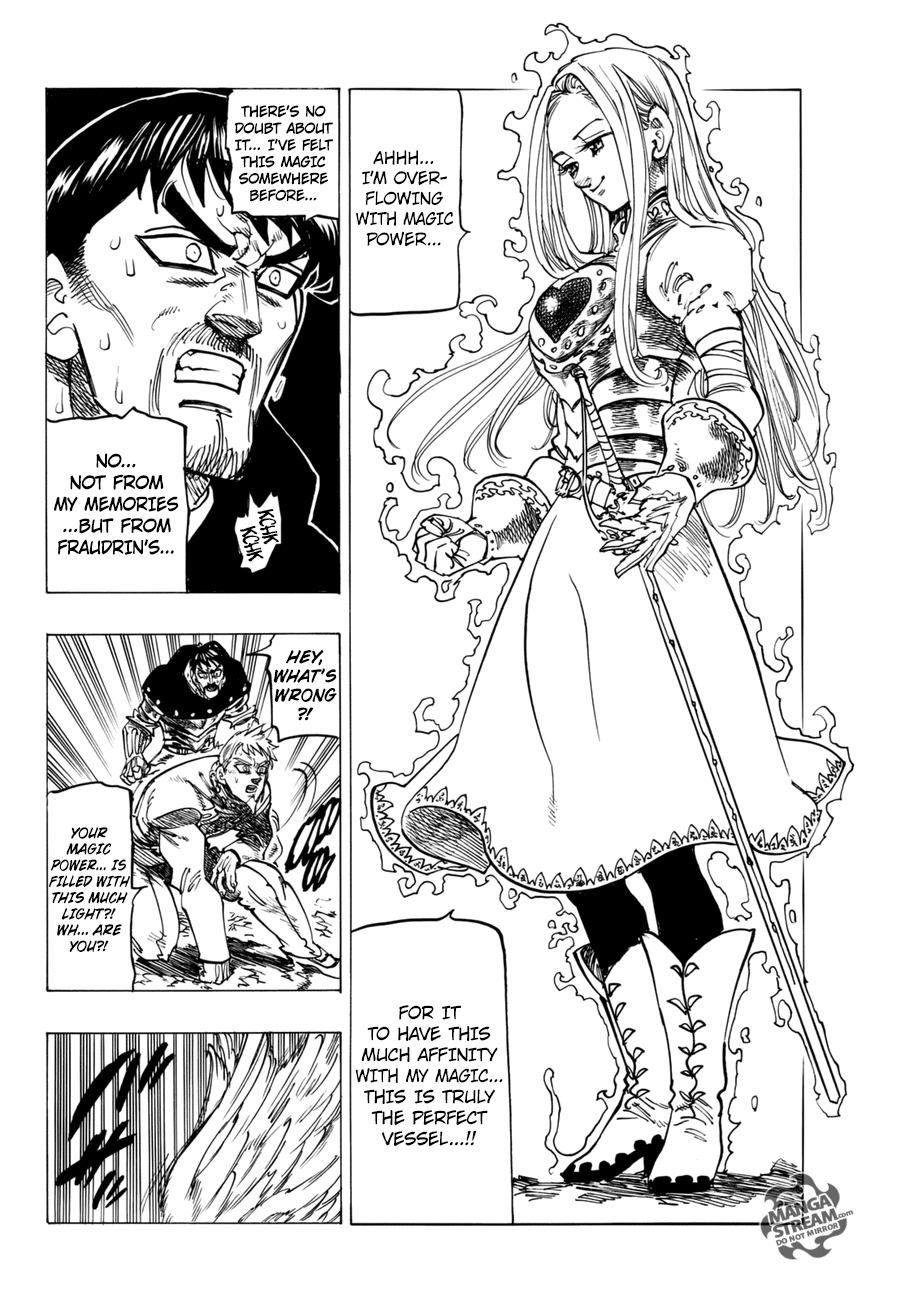 AHHH...
I'M OVER-
FLOWING
WITH MAGIC
POWER...
FOR IT
TO HAVE THIS
MUCH AFFINITY
WITH MY MAGIC...
THIS IS TRULY
THE PERFECT
VESSEL...!!
THERE'S NO
DOUBT ABOUT
IT... I'VE FELT
THIS MAGIC
SOMEWHERE
BEFORE...
NO...
NOT FROM
MY MEMORIES
...BUT FROM
FRAUDRIN'S...
KCHK
KCHK
HEY,
WHAT'S
WRONG
?!
YOUR
MAGIC
POWER... IS
FILLED WITH
THIS MUCH
LIGHT?!
WH... ARE
YOU?!
MANGA
STREAM.com
DO NOT MIRROR